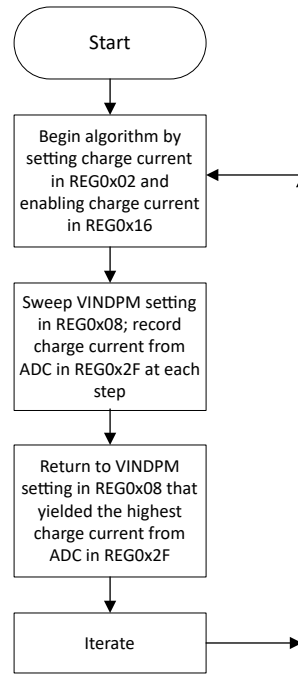 Start
Begin algorithm by
setting charge current
in REG0x02 and
enabling charge current
in REG0x16
Sweep VINDPM setting
in REG0x08; record
charge current from
ADC in REG0x2F at each
step
Return to VINDPM
setting in REG0x08 that
yielded the highest
charge current from
ADC in REG0x2F
Iterate